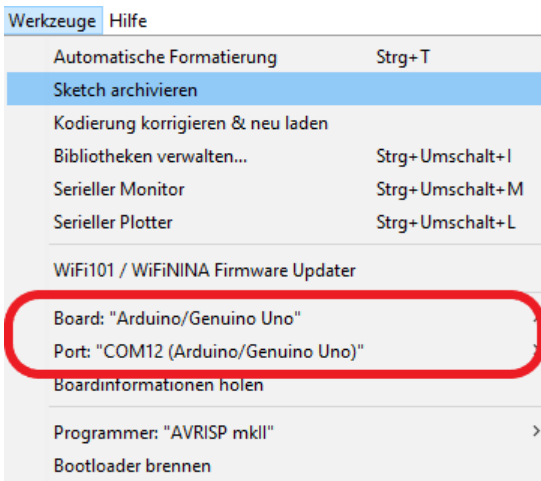 Werkzeuge Hilfe
Automatische Formatierung Strg+T
Sketch archivieren
Kodierung korrigieren & neu laden
Bibliotheken verwalten... Strg+Umschalt+I
Serieller Monitor Strg+Umschalt+M
Serieller Plotter Strg+Umschalt+L
WiFi101 / WiFiNINA Firmware Updater
Board: "Arduino/Genuino Uno"
Port: "COM12 (Arduino/Genuino Uno)"
Boardinformationen holen
Programmer: "AVRISP mkII"
Bootloader brennen